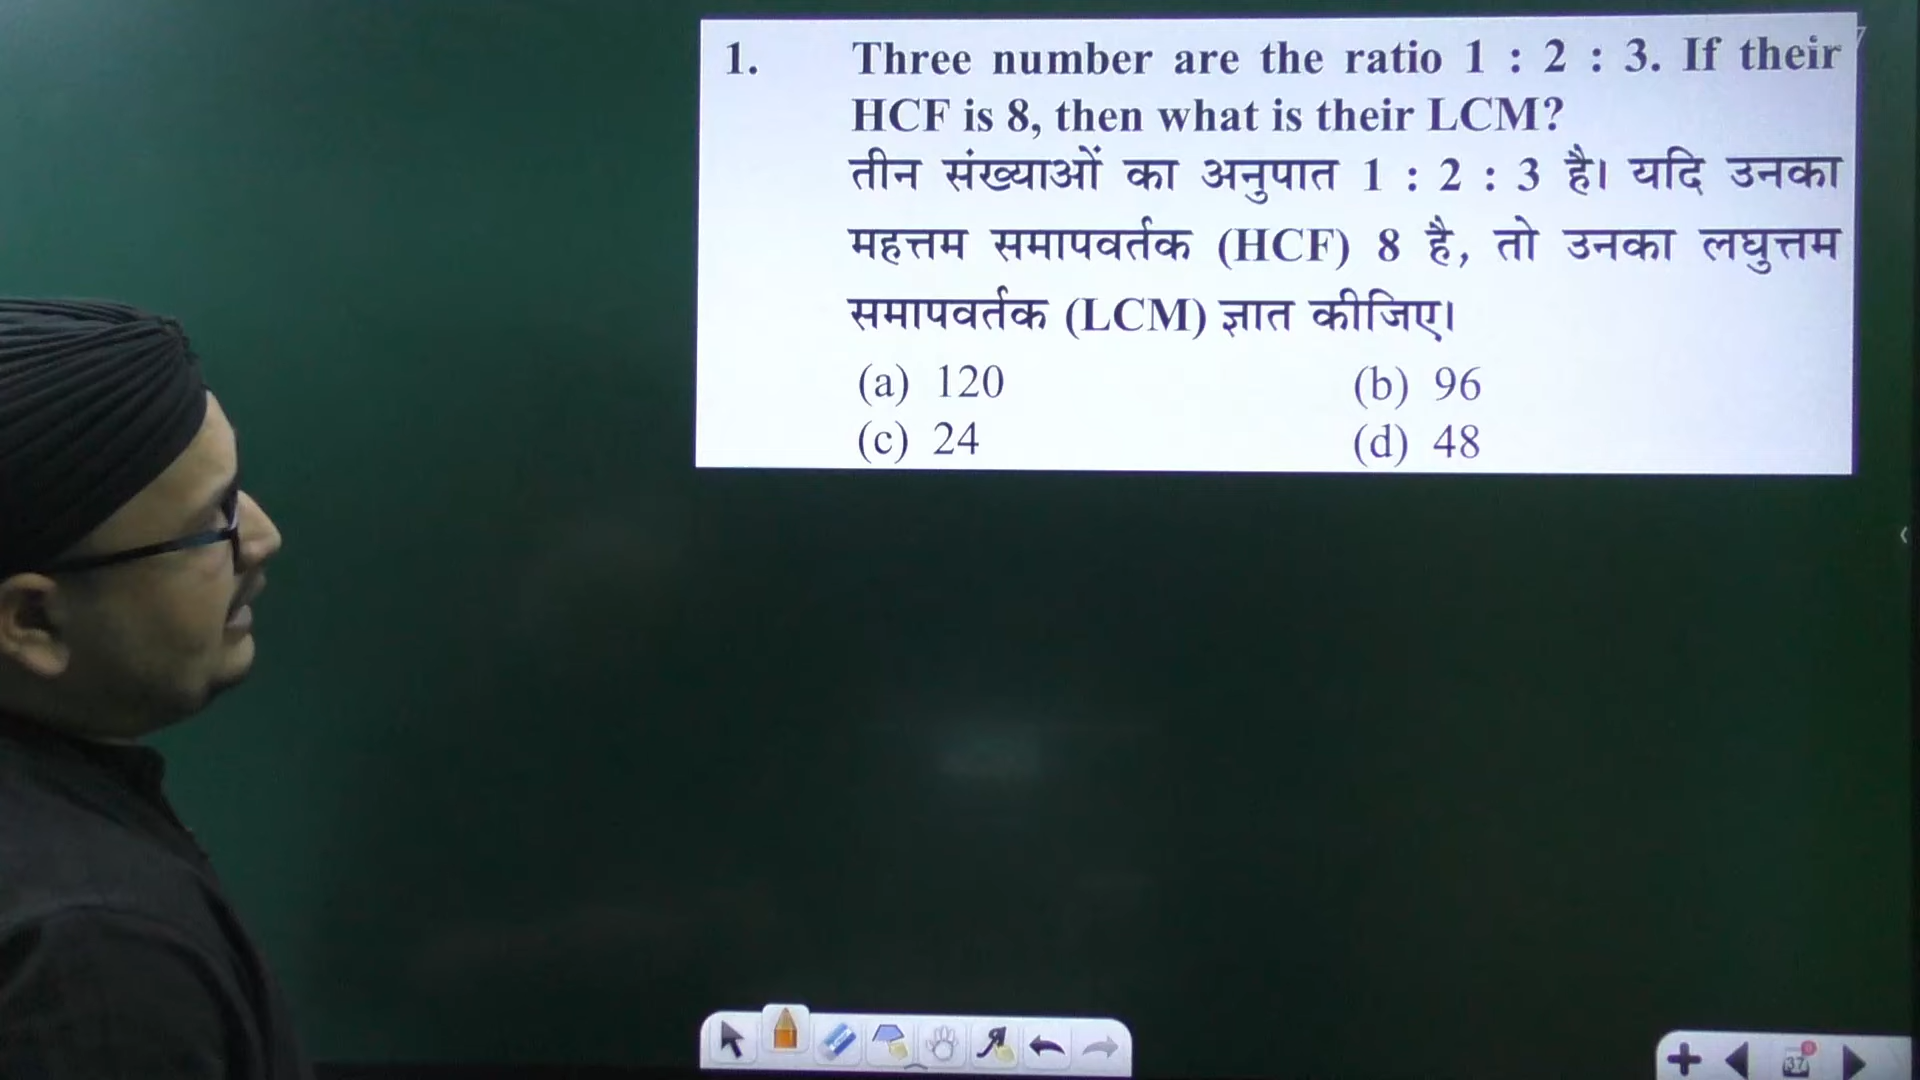 1. Three number are the ratio 1 : 2 : 3. If their
HCF is 8, then what is their LCM?
तीन संख्याओं का अनुपात 1 : 2 : 3 है। यदि उनका
महत्तम समापवर्तक (HCF) 8 है, तो उनका लघुत्तम
समापवर्तक (LCM) ज्ञात कीजिए।
(a) 120 (b) 96
(c) 24 (d) 48
37